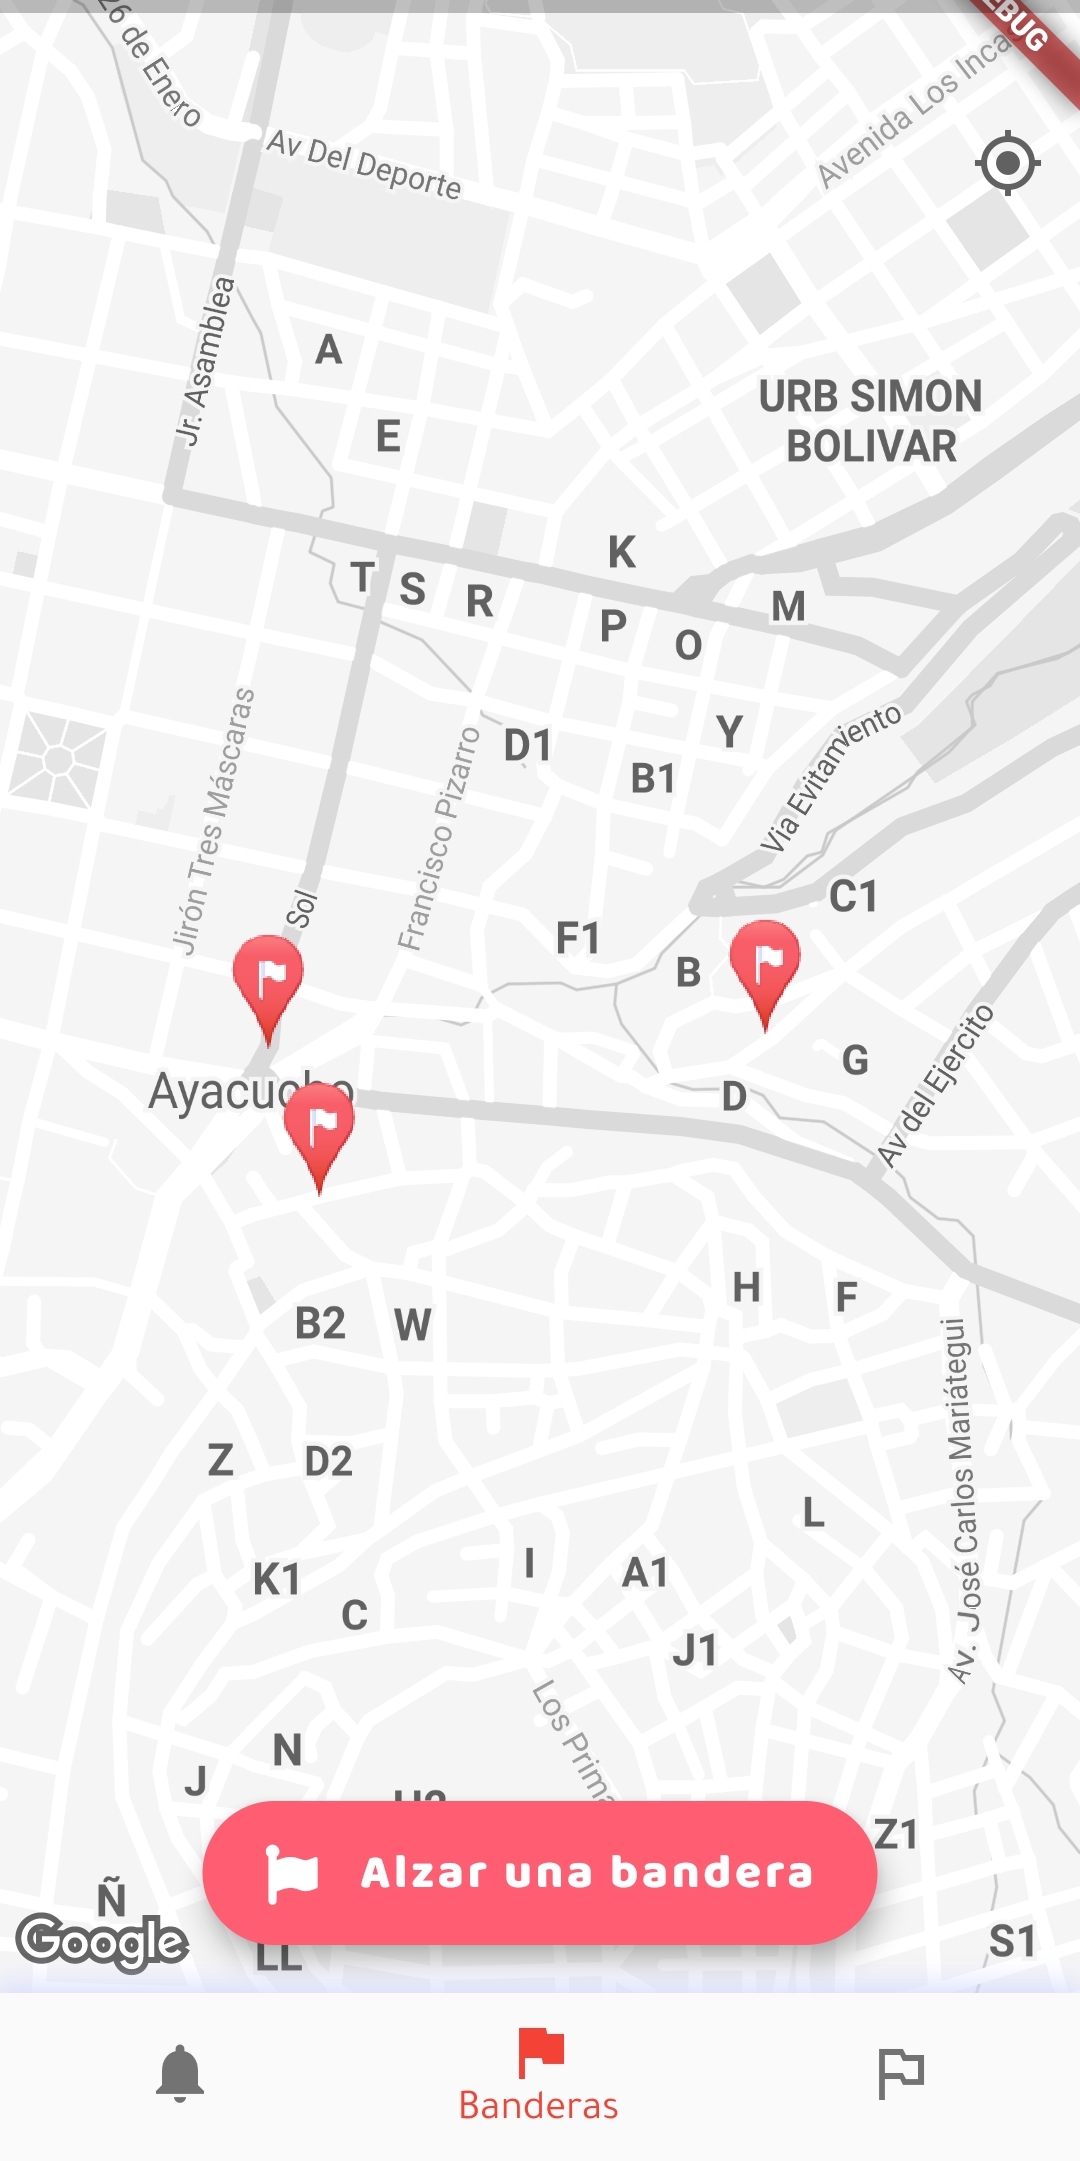 26 de Enero
Av Del Deporte
Avenida Los Inca
Jr. Asamblea
A
URB SIMON
BOLIVAR
E
K
T
S
R
M
P
O
Y
D1
B1
Via Evitamiento
Jirón Tres Máscaras
Francisco Pizarro
Sol
C1
F1
B
G
Av del Ejercito
Ayacucho
D
H
F
B2
W
Av. José Carlos Mariátegui
Z
D2
L
I
A1
K1
C
J1
Los Prima
N
J
Z1
Alzar una bandera
Ñ
Google
S1
LL
Banderas